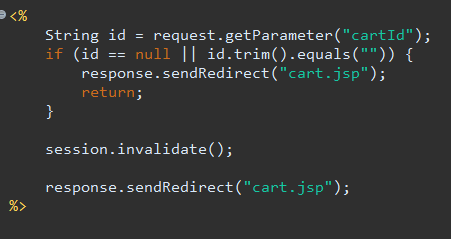 <%
String id = request.getParameter("cartId");
if (id == null || id.trim().equals("")) {
response.sendRedirect("cart.jsp");
return;
}
session.invalidate();
response.sendRedirect("cart.jsp");
%>